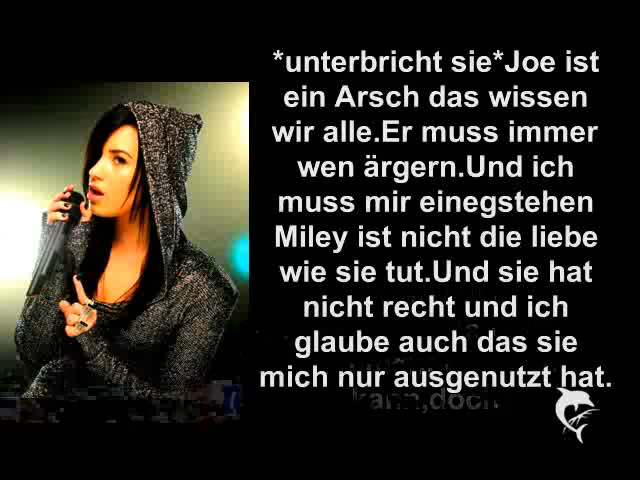 *unterbricht sie*Joe ist
ein Arsch das wissen
wir alle.Er muss immer
wen ärgern.Und ich
muss mir einegstehen
Miley ist nicht die liebe
wie sie tut.Und sie hat
nicht recht und ich
glaube auch das sie
mich nur ausgenutzt hat.
kann,doch